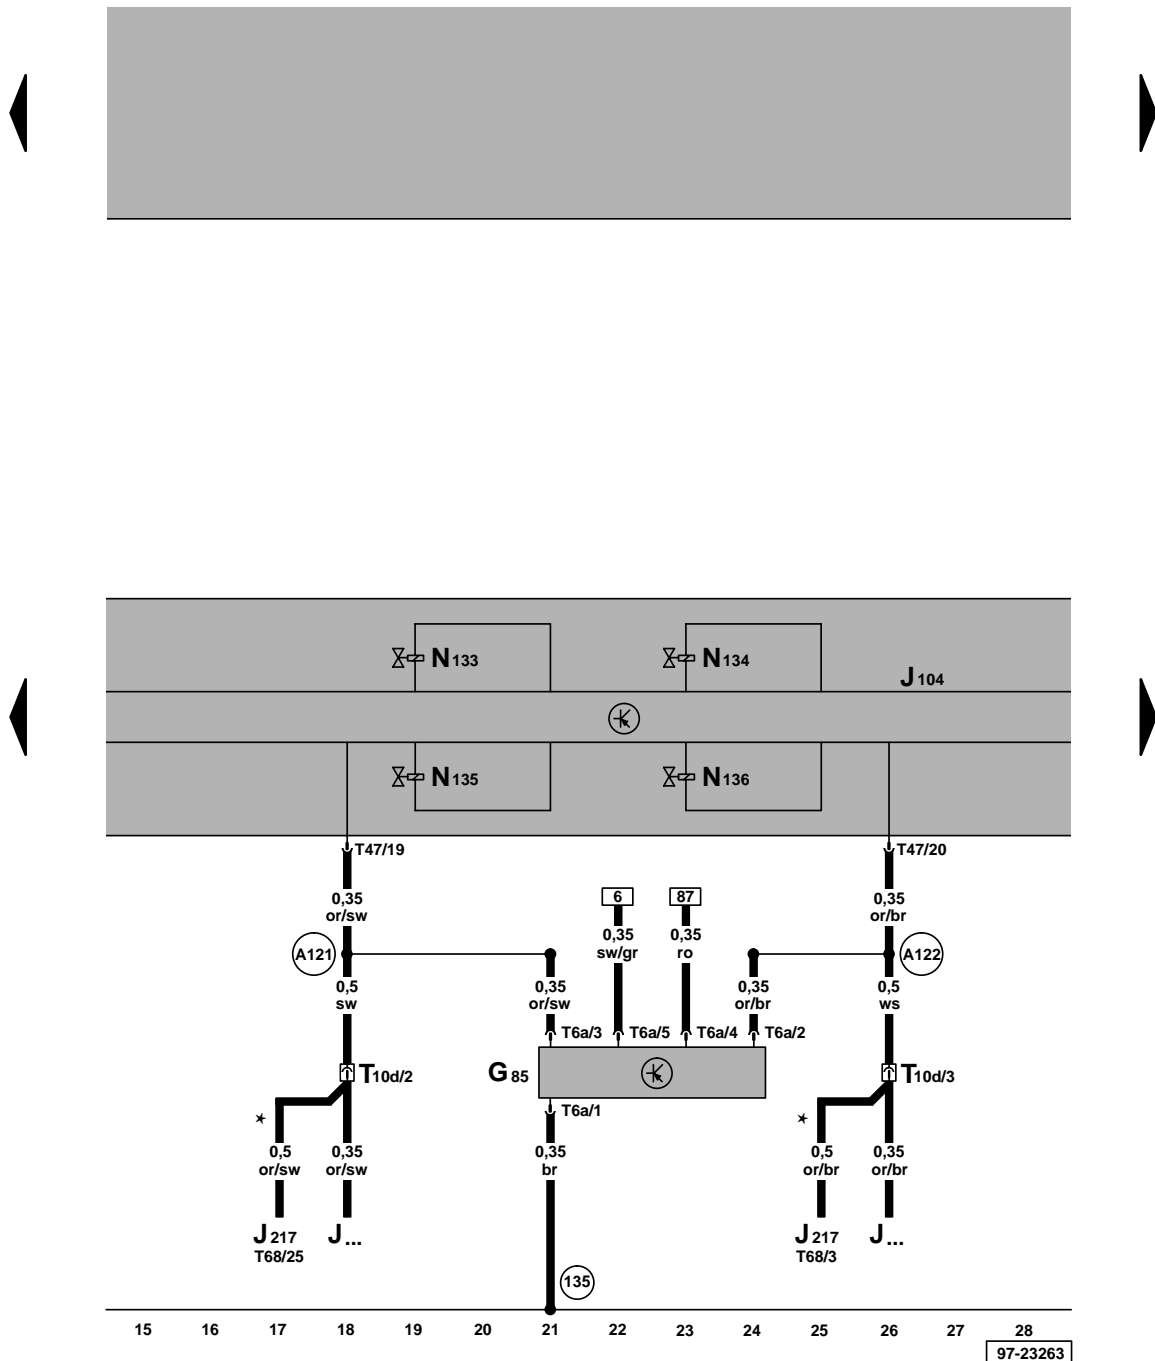 N133 N134
J104
N135 N136
T47/19 T47/20
6 87
0,35 0,35
or/sw or/br
0,35 0,35
sw/gr ro
A121 A122
0,5 0,35 0,35 0,5
sw or/sw or/br ws
T6a/3 T6a/5 T6a/4 T6a/2
T10d/2 G85 T10d/3
T6a/1
* *
0,5 0,35 0,35 0,5 0,35
or/sw or/sw br or/br or/br
J217 J... J217 J...
T68/25 T68/3
135
15 16 17 18 19 20 21 22 23 24 25 26 27 28
97-23263